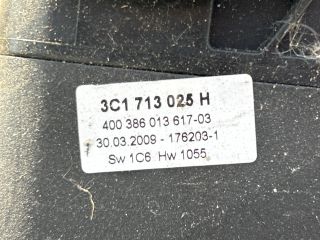 3C1 713 025 H
400 386 013 617-03
30.03.2009 - 176203-1
Sw 1C6 Hw 1055